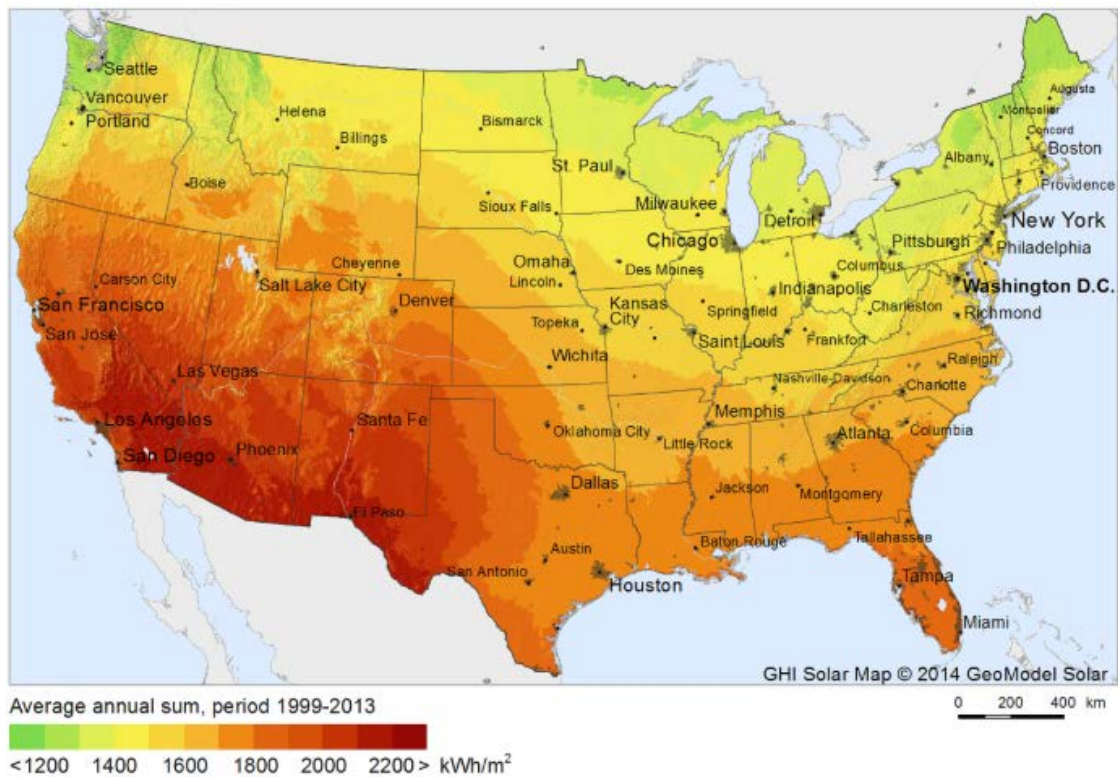 Seattle
Vancouver
Portland
Helena
Billings
Bismarck
Boise
St. Paul
Sioux Falls
Milwaukee
Detroit
Chicago
Augusta
Montpelier
Concord
Albany
Boston
Providence
New York
Pittsburgh
Philadelphia
Carson City
San Francisco
San Jose
Salt Lake City
Cheyenne
Denver
Omaha
Lincoln
Des Moines
Columbus
Indianapolis
Washington D.C.
Springfield
Charleston
Richmond
Kansas
City
Topeka
Saint Louis
Frankfort
Wichita
Las Vegas
Los Angelos
Santa Fe
San Diego
Phoenix
El Paso
Nashville-Davidson
Raleigh
Charlotte
Memphis
Oklahoma City
Little Rock
Atlanta
Columbia
Dallas
Jackson
Montgomery
Austin
San Antonio
Houston
Baton Rouge
Tallahassee
Tampa
Miami
GHI Solar Map © 2014 GeoModel Solar
Average annual sum, period 1999-2013
<1200 1400 1600 1800 2000 2200> kWh/m²
0 200 400 km